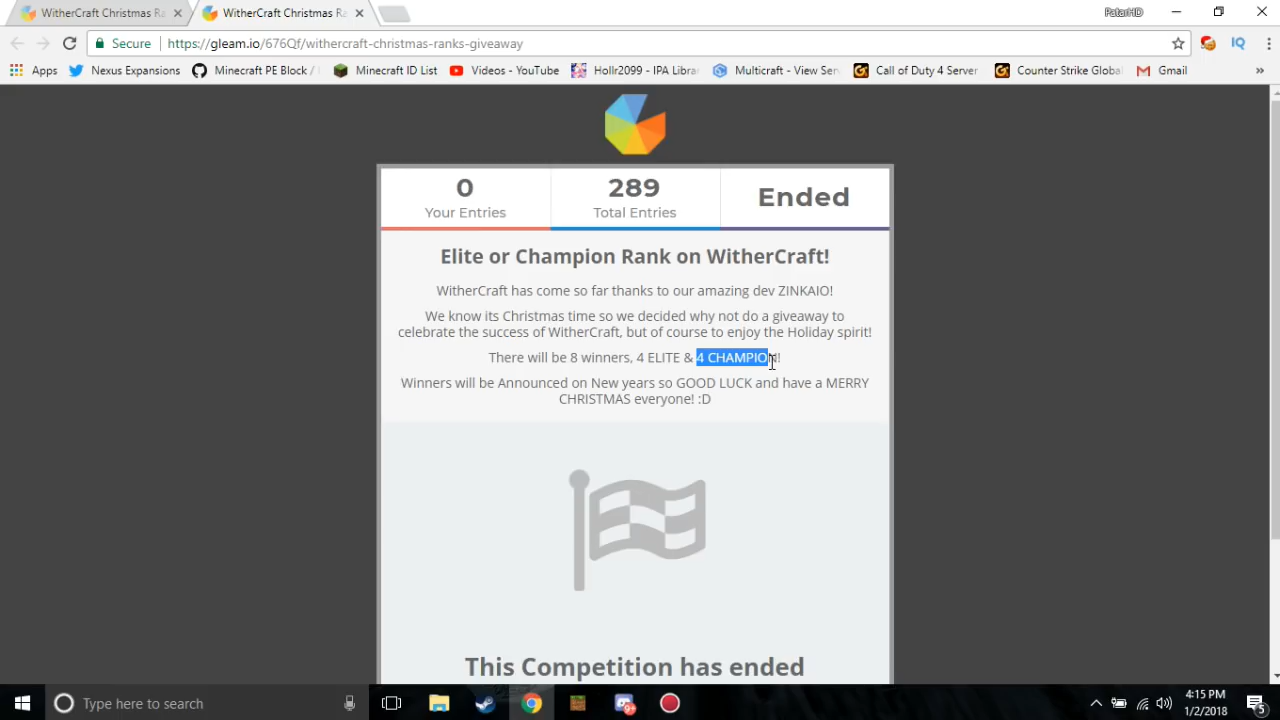 WitherCraft Christmas Ra
WitherCraft Christmas Ra
PatarHD
Secure
https://gleam.io/676Qf/withercraft-christmas-ranks-giveaway
Apps
Nexus Expansions
Minecraft PE Block /
Minecraft ID List
Videos - YouTube
Hollr2099 - IPA Libra
Multicraft - View Ser
Call of Duty 4 Server
Counter Strike Global
Gmail
»
0
289
Ended
Your Entries
Total Entries
Elite or Champion Rank on WitherCraft!
WitherCraft has come so far thanks to our amazing dev ZINKAIO!
We know its Christmas time so we decided why not do a giveaway to
celebrate the success of WitherCraft, but of course to enjoy the Holiday spirit!
There will be 8 winners, 4 ELITE & 4 CHAMPION!
Winners will be Announced on New years so GOOD LUCK and have a MERRY
CHRISTMAS everyone! :D
This Competition has ended
Type here to search
4:15 PM
1/2/2018
5